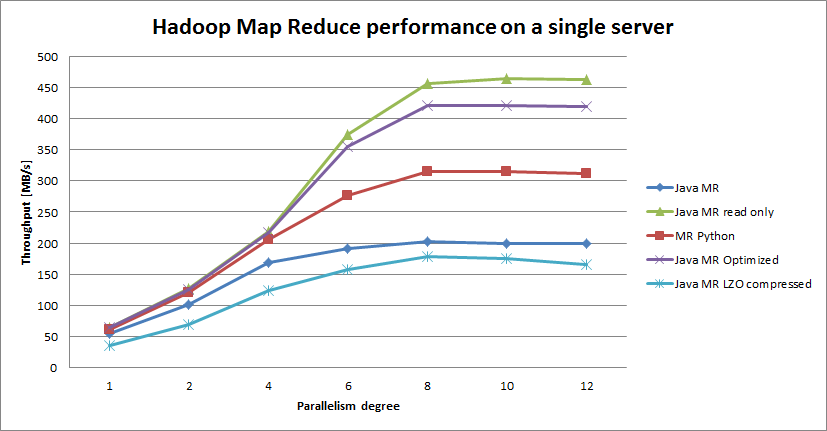 Hadoop Map Reduce performance on a single server
500
450
400
350
300
250
200
150
100
50
0
Throughput [MB/s]
1 2 4 6 8 10 12
Parallelism degree
Java MR
Java MR read only
MR Python
Java MR Optimized
Java MR LZO compressed